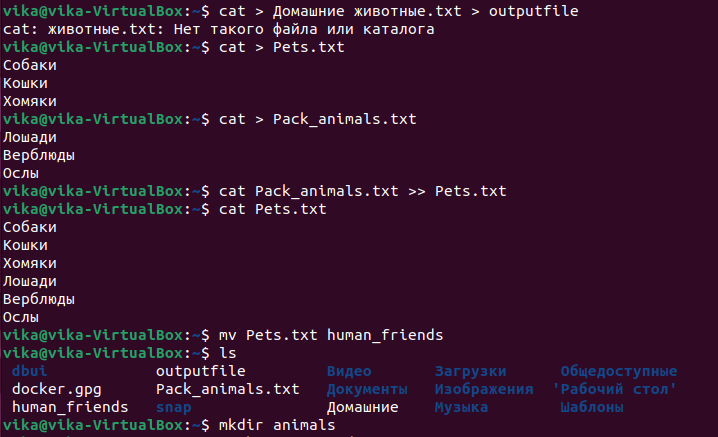 vika@vika-VirtualBox:~$ cat > Домашние животные.txt > outputfile
cat: животные.txt: Нет такого файла или каталога
vika@vika-VirtualBox:~$ cat > Pets.txt
Собаки
Кошки
Хомяки
vika@vika-VirtualBox:~$ cat > Pack_animals.txt
Лошади
Верблюды
Ослы
vika@vika-VirtualBox:~$ cat Pack_animals.txt >> Pets.txt
vika@vika-VirtualBox:~$ cat Pets.txt
Собаки
Кошки
Хомяки
Лошади
Верблюды
Ослы
vika@vika-VirtualBox:~$ mv Pets.txt human_friends
vika@vika-VirtualBox:~$ ls
dbui outputfile Видео Загрузки Общедоступные
docker.gpg Pack_animals.txt Документы Изображения 'Рабочий стол'
human_friends snap Домашние Музыка Шаблоны
vika@vika-VirtualBox:~$ mkdir animals